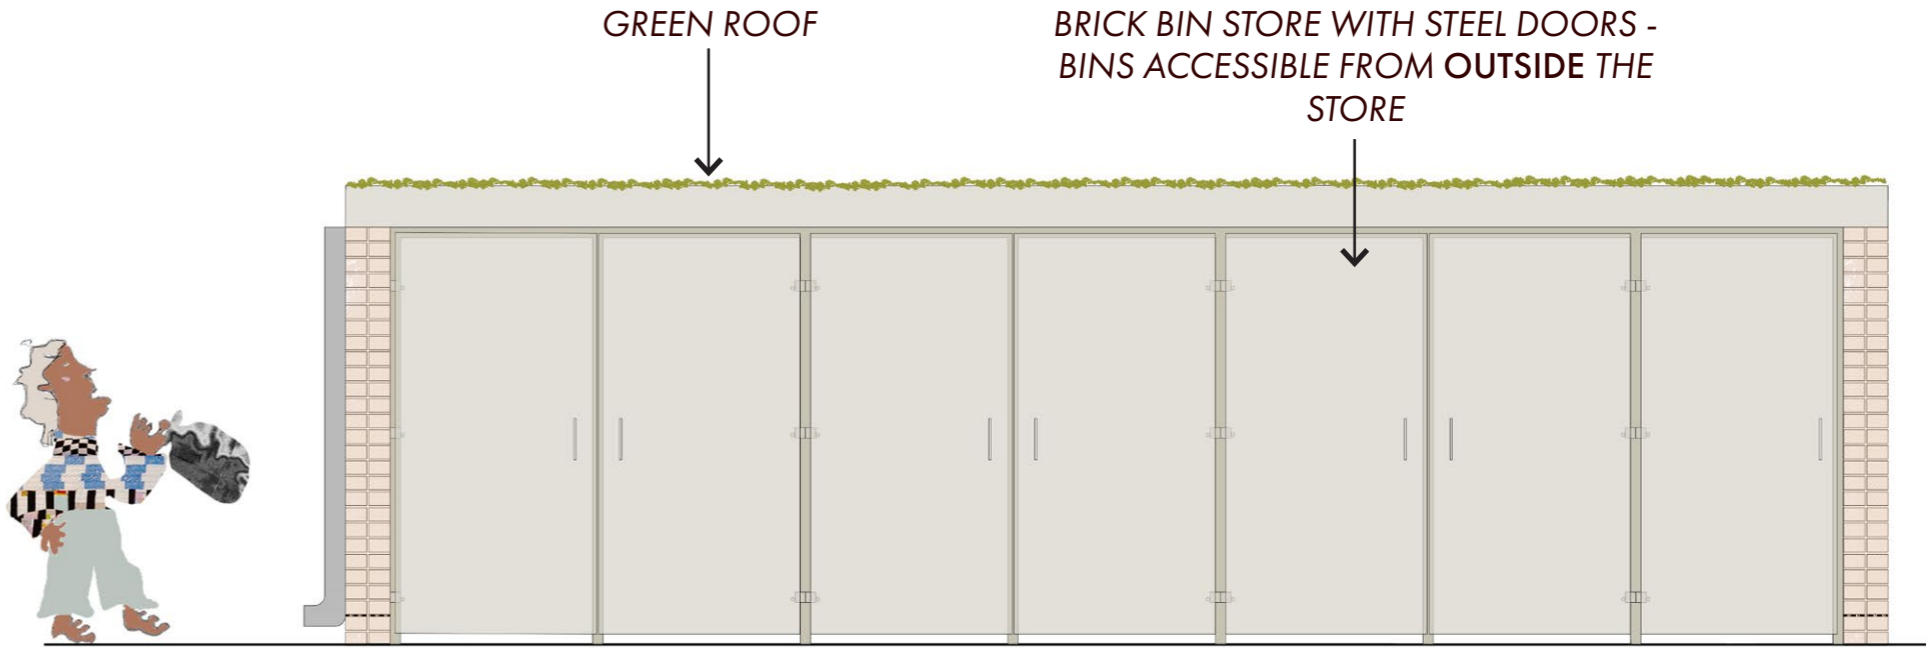 GREEN ROOF
BRICK BIN STORE WITH STEEL DOORS -
BINS ACCESSIBLE FROM OUTSIDE THE
STORE